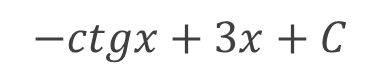 −ctgx + 3x + C